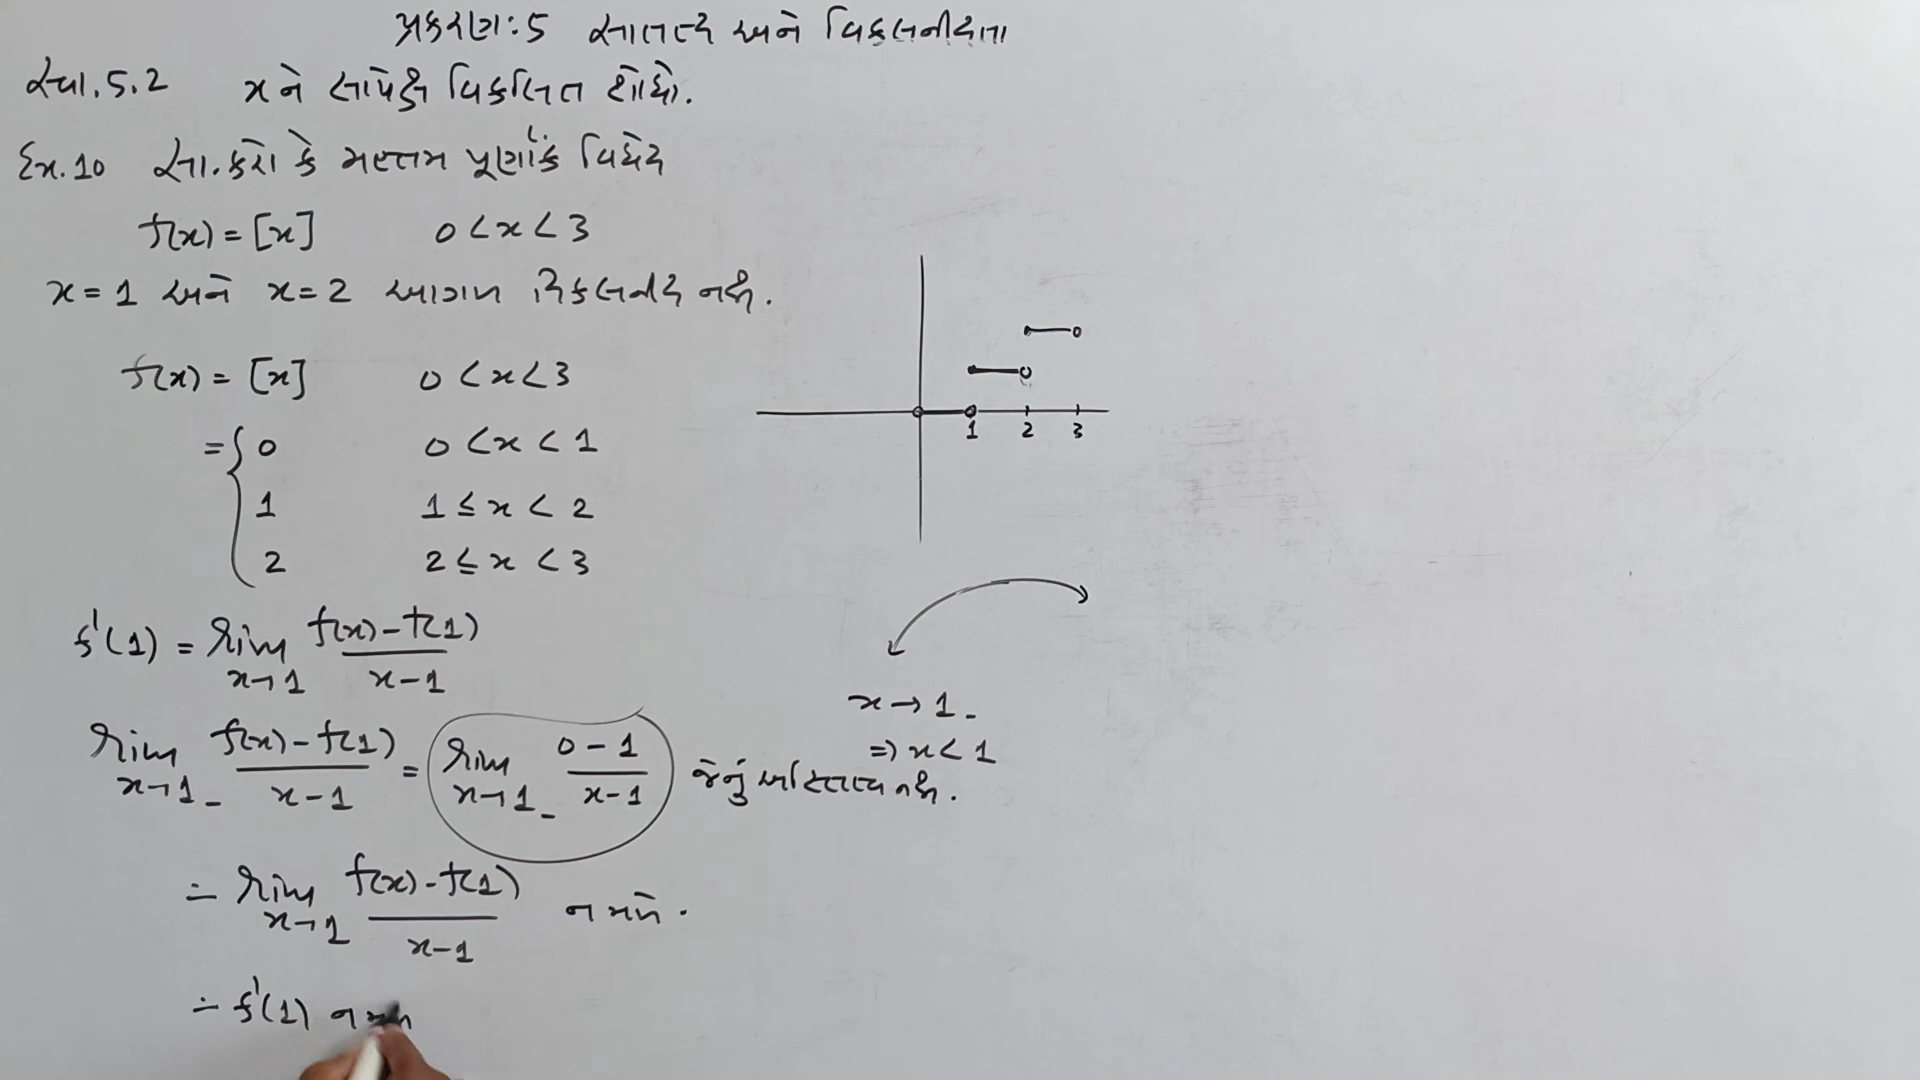 પ્રકરણ: 5 સાતત્ય અને વિકલનીયતા
સ્વા. 5.2 x ને સાપેક્ષ વિકલિત શોધો.
Ex. 10 સા. કરો કે મહત્તમ પૂર્ણાંક વિધેય
f(x) = [x] 0 < x < 3
x = 1 અને x = 2 આગળ વિકલનીય નથી.
f(x) = [x] 0 < x < 3
= { 0 0 < x < 1
1 1 ≤ x < 2
2 2 ≤ x < 3
1 2 3
f'(1) = lim x→1 f(x) - f(1) / x - 1
x → 1-
⇒ x < 1
lim x→1- f(x) - f(1) / x - 1 = lim x→1- 0 - 1 / x - 1 જેનું અસ્તિત્વ નથી.
∴ lim x→1 f(x) - f(1) / x - 1 ન મળે.
∴ f'(1) ન